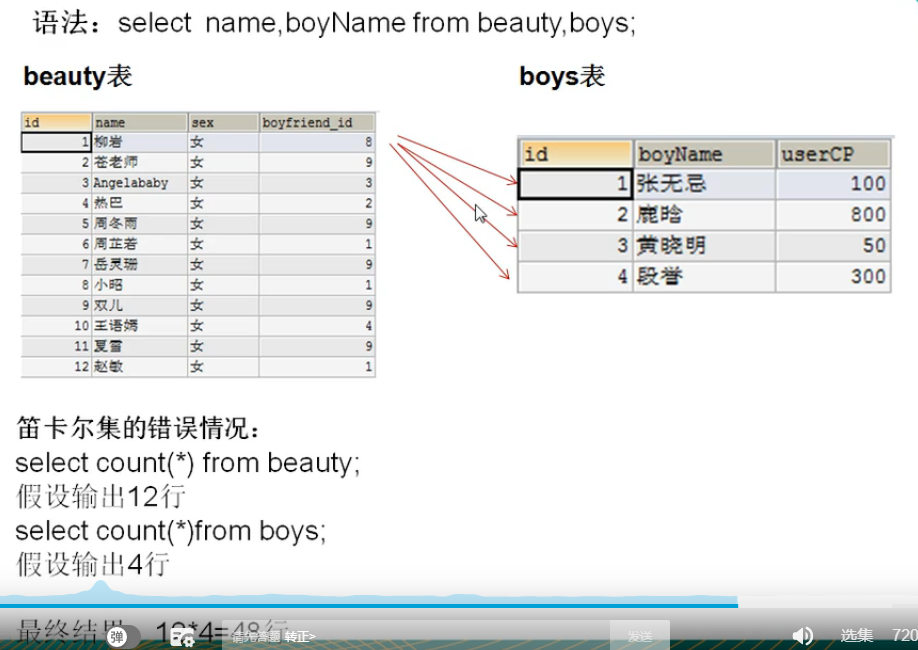 语法：select name,boyName from beauty,boys;
beauty表
boys表
id name sex boyfriend_id
1 柳岩 女 8
2 苍老师 女 9
3 Angelababy 女 3
4 热巴 女 2
5 周冬雨 女 9
6 周芷若 女 1
7 岳灵珊 女 9
8 小昭 女 1
9 双儿 女 9
10 王语嫣 女 4
11 夏雪 女 9
12 赵敏 女 1
id boyName userCP
1 张无忌 100
2 鹿晗 800
3 黄晓明 50
4 段誉 300
笛卡尔集的错误情况：
select count(*) from beauty;
假设输出12行
select count(*)from boys;
假设输出4行
最终结果 12*4=48行
弹
请先答题 转正>
发送
选集
720